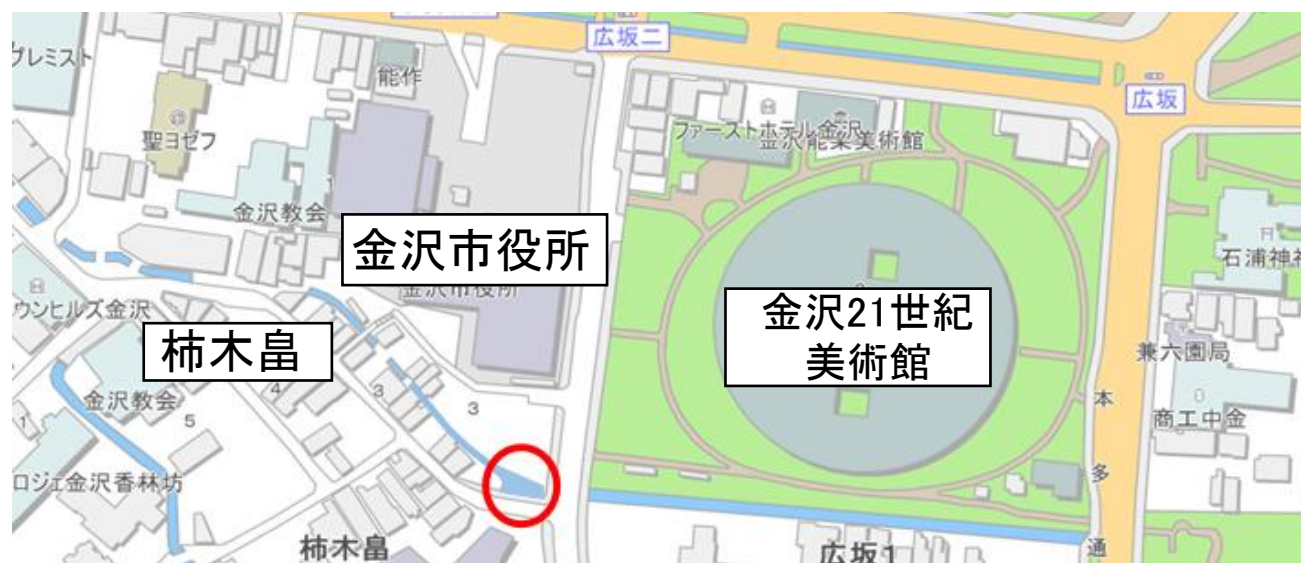 広坂二
プレミスト
能作
広坂
聖ヨゼフ
ファーストホテル金沢
金沢能楽美術館
金沢教会
金沢市役所
金沢市役所
石浦神社
ウンヒルズ金沢
柿木畠
金沢21世紀
美術館
兼六園局
金沢教会
4
3
3
5
1
本
多
通
商工中金
ロジェ金沢香林坊
柿木畠
広坂1